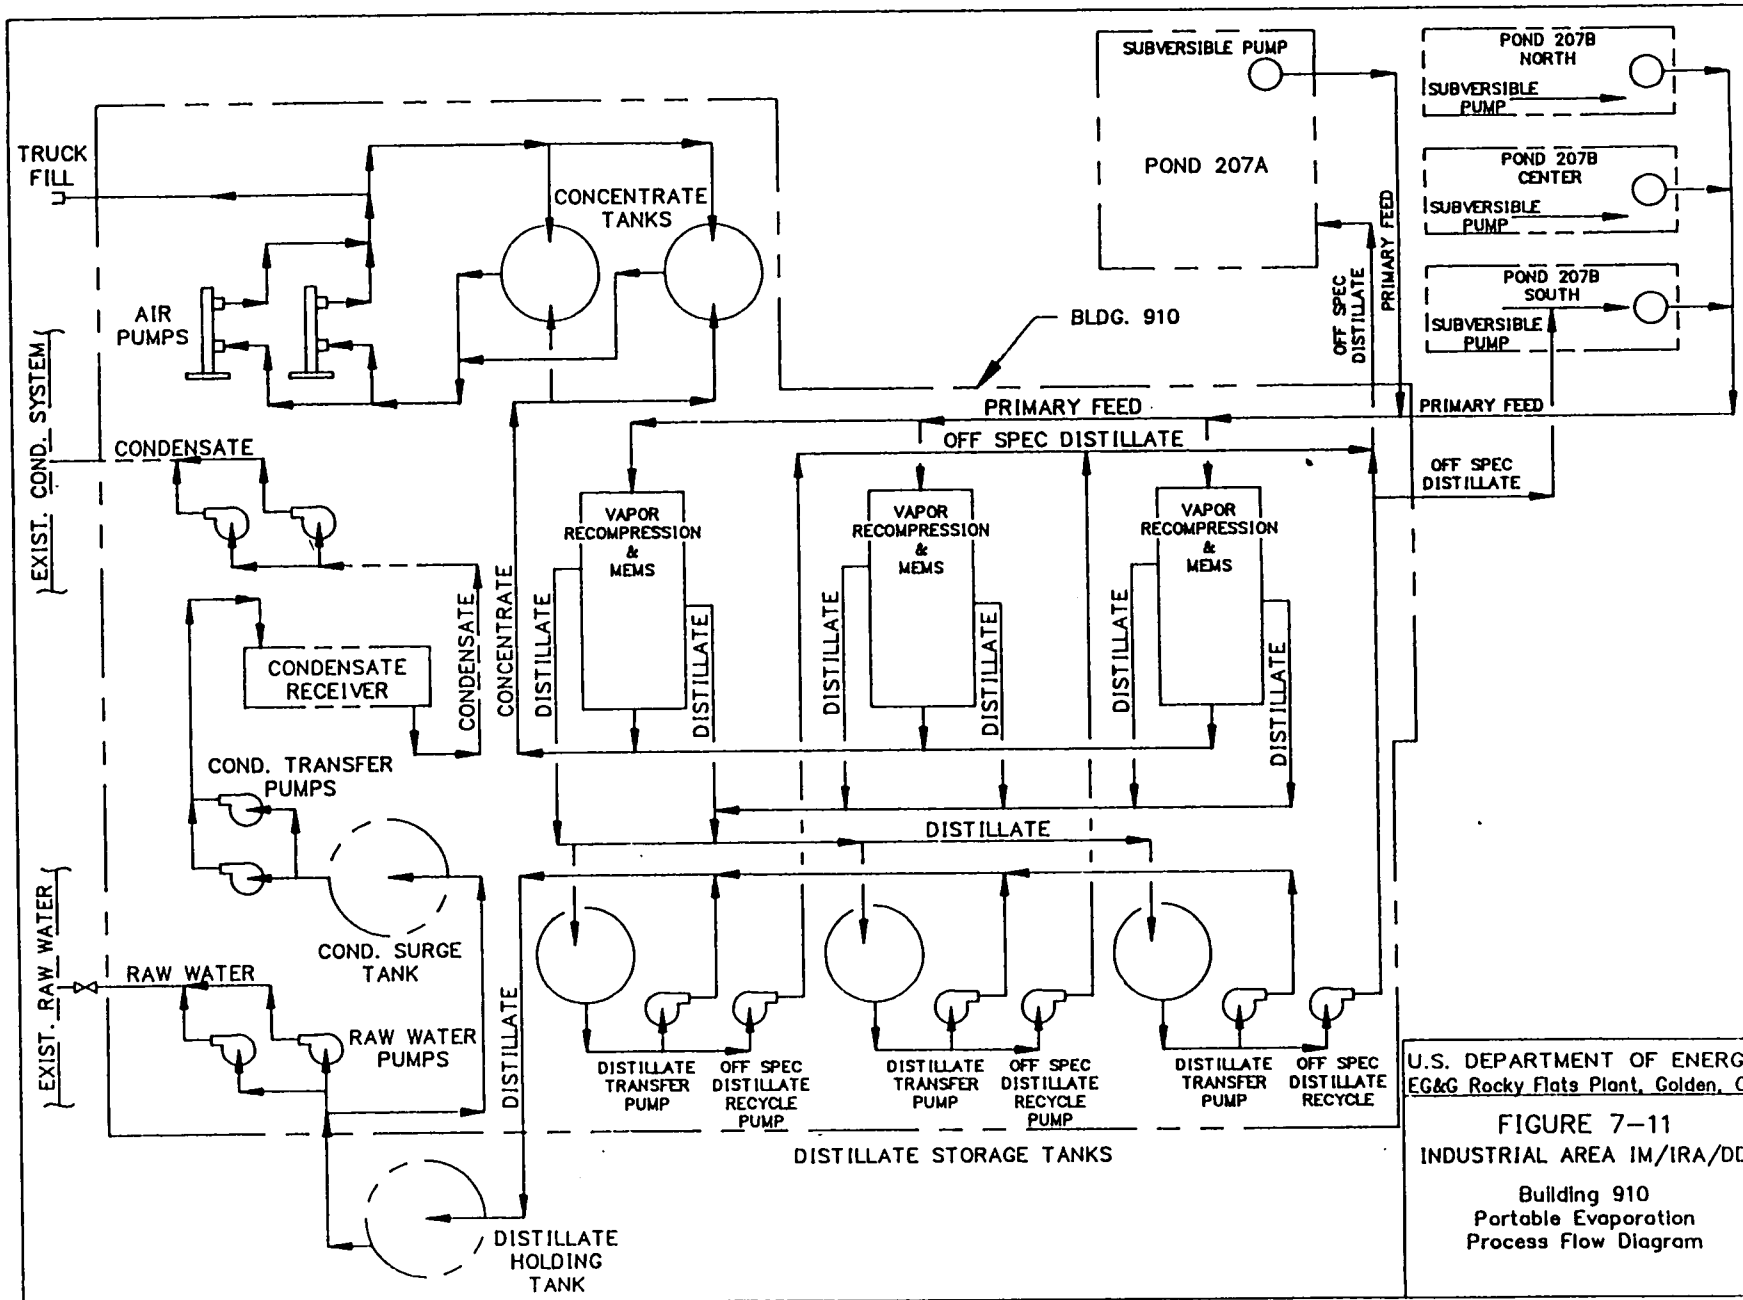 SUBVERSIBLE PUMP
POND 207A
POND 207B
NORTH
SUBVERSIBLE
PUMP
POND 207B
CENTER
SUBVERSIBLE
PUMP
POND 207B
SOUTH
SUBVERSIBLE
PUMP
TRUCK
FILL
CONCENTRATE
TANKS
AIR
PUMPS
BLDG. 910
OFF SPEC
DISTILLATE
PRIMARY FEED
EXIST. COND. SYSTEM
CONDENSATE
PRIMARY FEED
PRIMARY FEED
OFF SPEC DISTILLATE
OFF SPEC
DISTILLATE
VAPOR
RECOMPRESSION
&
MEMS
VAPOR
RECOMPRESSION
&
MEMS
VAPOR
RECOMPRESSION
&
MEMS
CONDENSATE
RECEIVER
CONDENSATE
CONCENTRATE
DISTILLATE
DISTILLATE
DISTILLATE
DISTILLATE
DISTILLATE
DISTILLATE
COND. TRANSFER
PUMPS
DISTILLATE
COND. SURGE
TANK
EXIST. RAW WATER
RAW WATER
RAW WATER
PUMPS
DISTILLATE
DISTILLATE
TRANSFER
PUMP
OFF SPEC
DISTILLATE
RECYCLE
PUMP
DISTILLATE
TRANSFER
PUMP
OFF SPEC
DISTILLATE
RECYCLE
PUMP
DISTILLATE
TRANSFER
PUMP
OFF SPEC
DISTILLATE
RECYCLE
DISTILLATE STORAGE TANKS
DISTILLATE
HOLDING
TANK
U.S. DEPARTMENT OF ENERG
EG&G Rocky Flats Plant, Golden, C
FIGURE 7-11
INDUSTRIAL AREA IM/IRA/DD
Building 910
Portable Evaporation
Process Flow Diagram